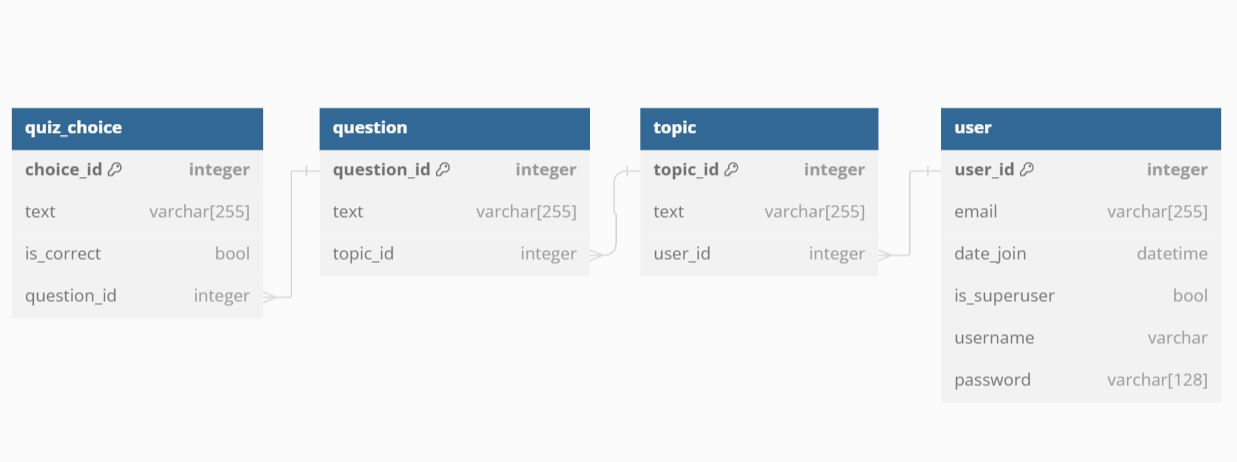 quiz_choice
choice_id integer
text varchar[255]
is_correct bool
question_id integer
question
question_id integer
text varchar[255]
topic_id integer
topic
topic_id integer
text varchar[255]
user_id integer
user
user_id integer
email varchar[255]
date_join datetime
is_superuser bool
username varchar
password varchar[128]